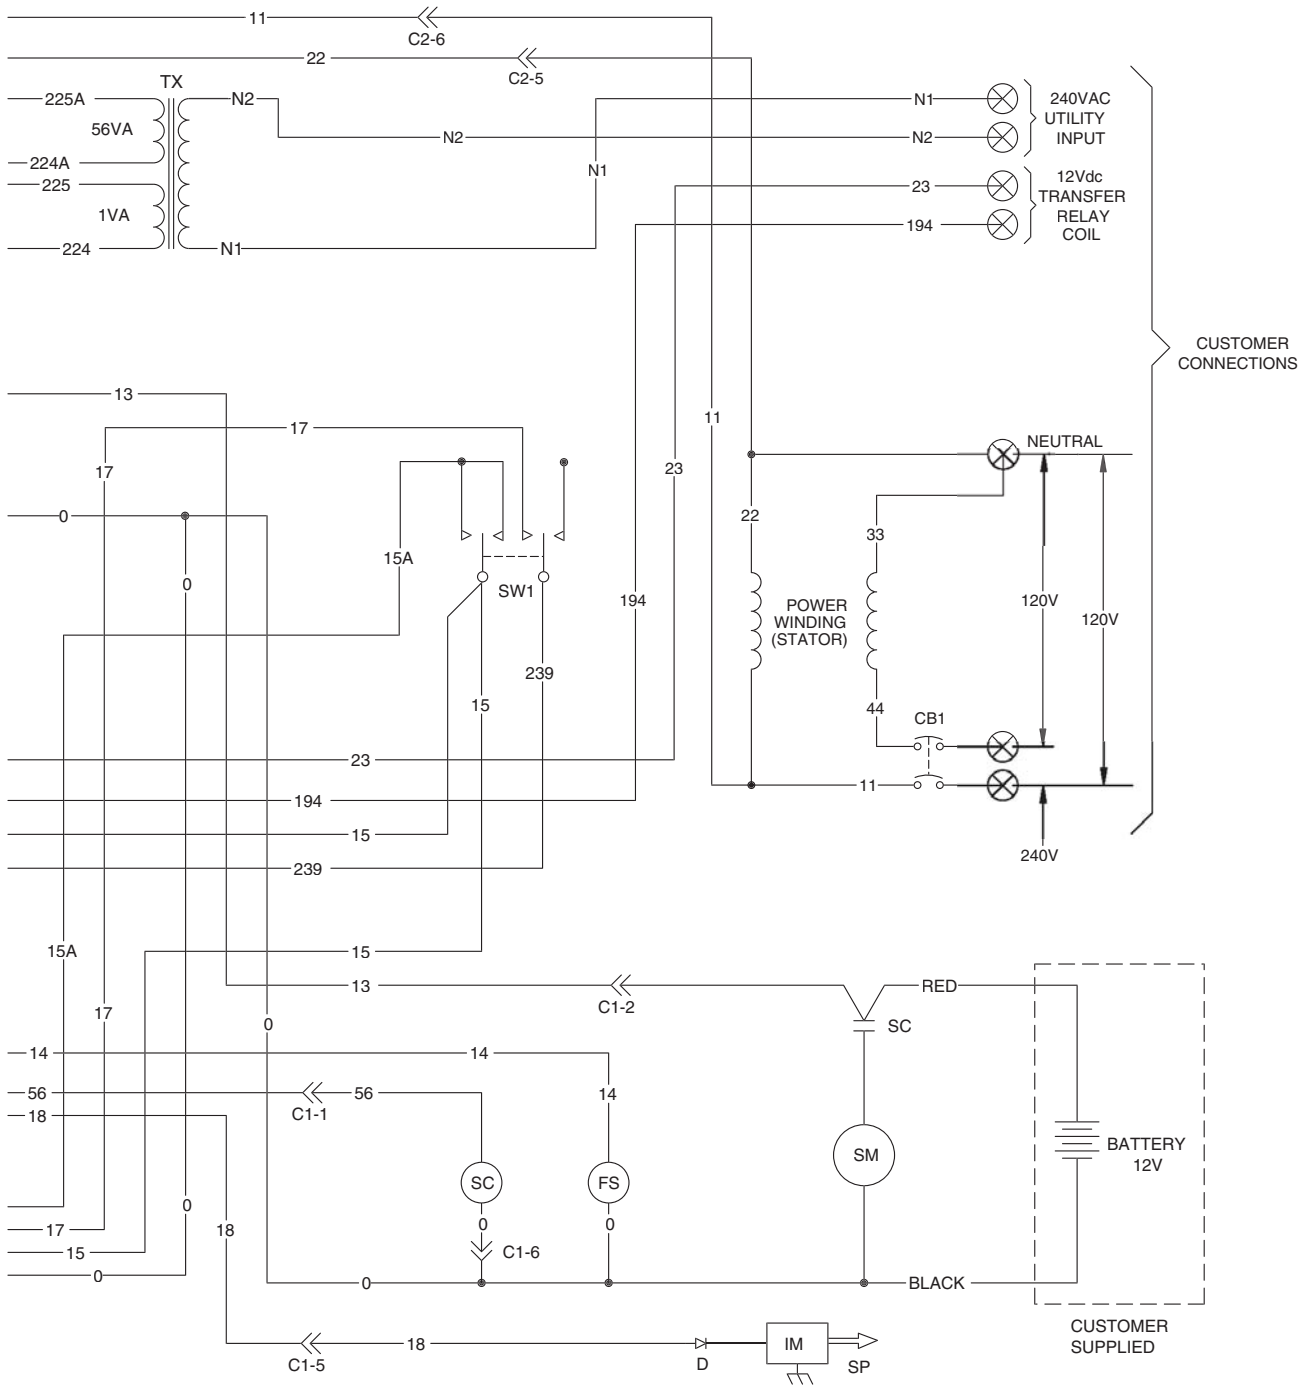 11
C2-6
22
C2-5
TX
225A
N2
N1
240VAC
UTILITY
INPUT
56VA
N2
N2
224A
225
N1
12Vdc
TRANSFER
RELAY
COIL
23
1VA
194
224
N1
CUSTOMER
CONNECTIONS
13
11
17
NEUTRAL
17
23
0
22
33
15A
0
SW1
194
POWER
WINDING
(STATOR)
120V
120V
239
15
44
CB1
23
11
194
15
239
240V
15A
15
13
C1-2
RED
17
0
SC
14
14
56
C1-1
56
14
18
BATTERY
12V
SM
SC
FS
0
18
0
0
17
15
C1-6
0
0
BLACK
C1-5
18
D
IM
SP
CUSTOMER
SUPPLIED